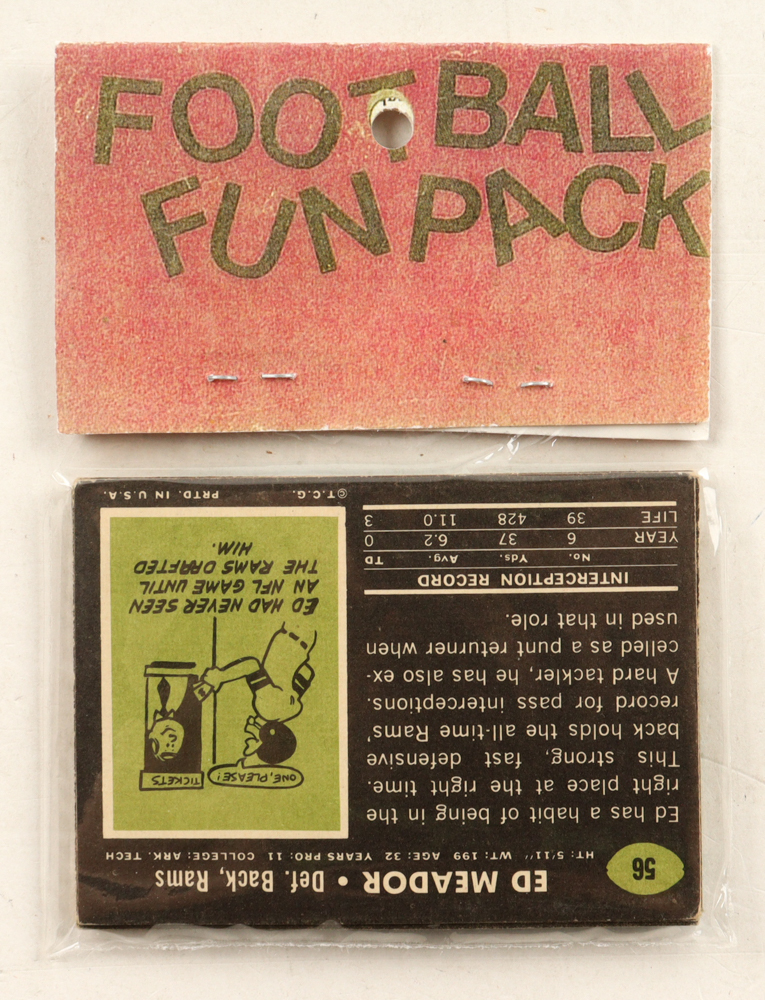 FOOTBALL
FUN PACK
56
ED MEADOR • Def. Back, Rams
HT: 5'11" WT: 199 AGE: 32 YEARS PRO: 11 COLLEGE: ARK. TECH
Ed has a habit of being in the
right place at the right time.
This strong, fast defensive
back holds the all-time Rams'
record for pass interceptions.
A hard tackler, he has also ex-
celled as a punt returner when
used in that role.
INTERCEPTION RECORD
No. Yds. Avg. TD
YEAR 6 37 6.2 0
LIFE 39 428 11.0 3
ONE, PLEASE!
TICKETS
ED HAD NEVER SEEN
AN NFL GAME UNTIL
THE RAMS DRAFTED
HIM.
©T.C.G. PRTD. IN U.S.A.